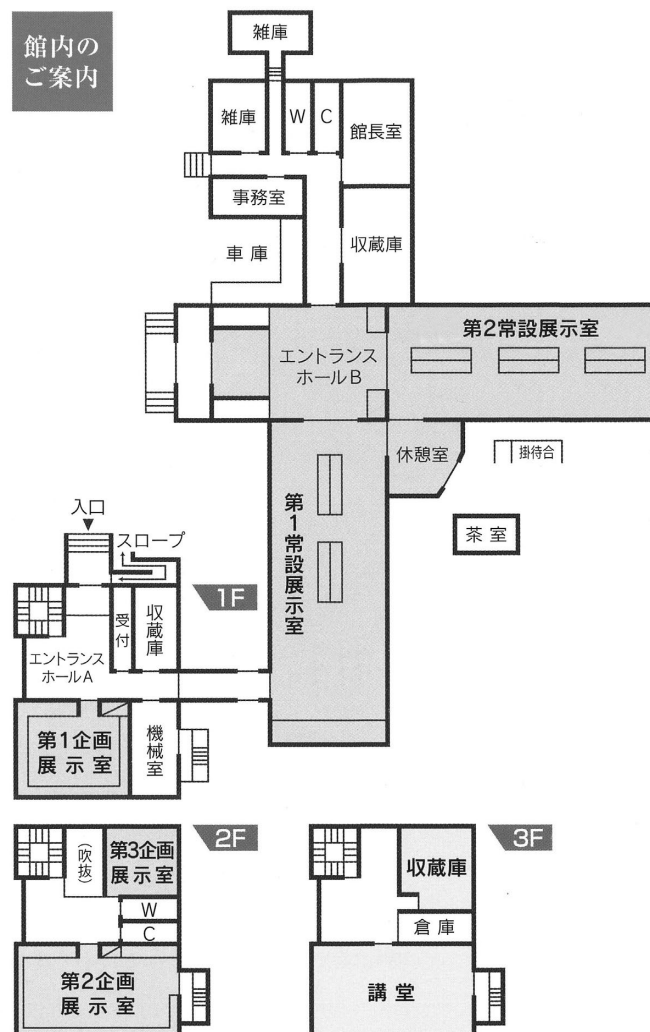 館内の
ご案内
雑庫
雑庫
W
C
館長室
事務室
車庫
収蔵庫
エントランス
ホールB
第2常設展示室
休憩室
掛待合
茶室
第1常設展示室
入口
スロープ
1F
受付
収蔵庫
エントランス
ホールA
第1企画
展示室
機械室
2F
(吹抜)
第3企画
展示室
W
C
第2企画
展示室
3F
収蔵庫
倉庫
講堂